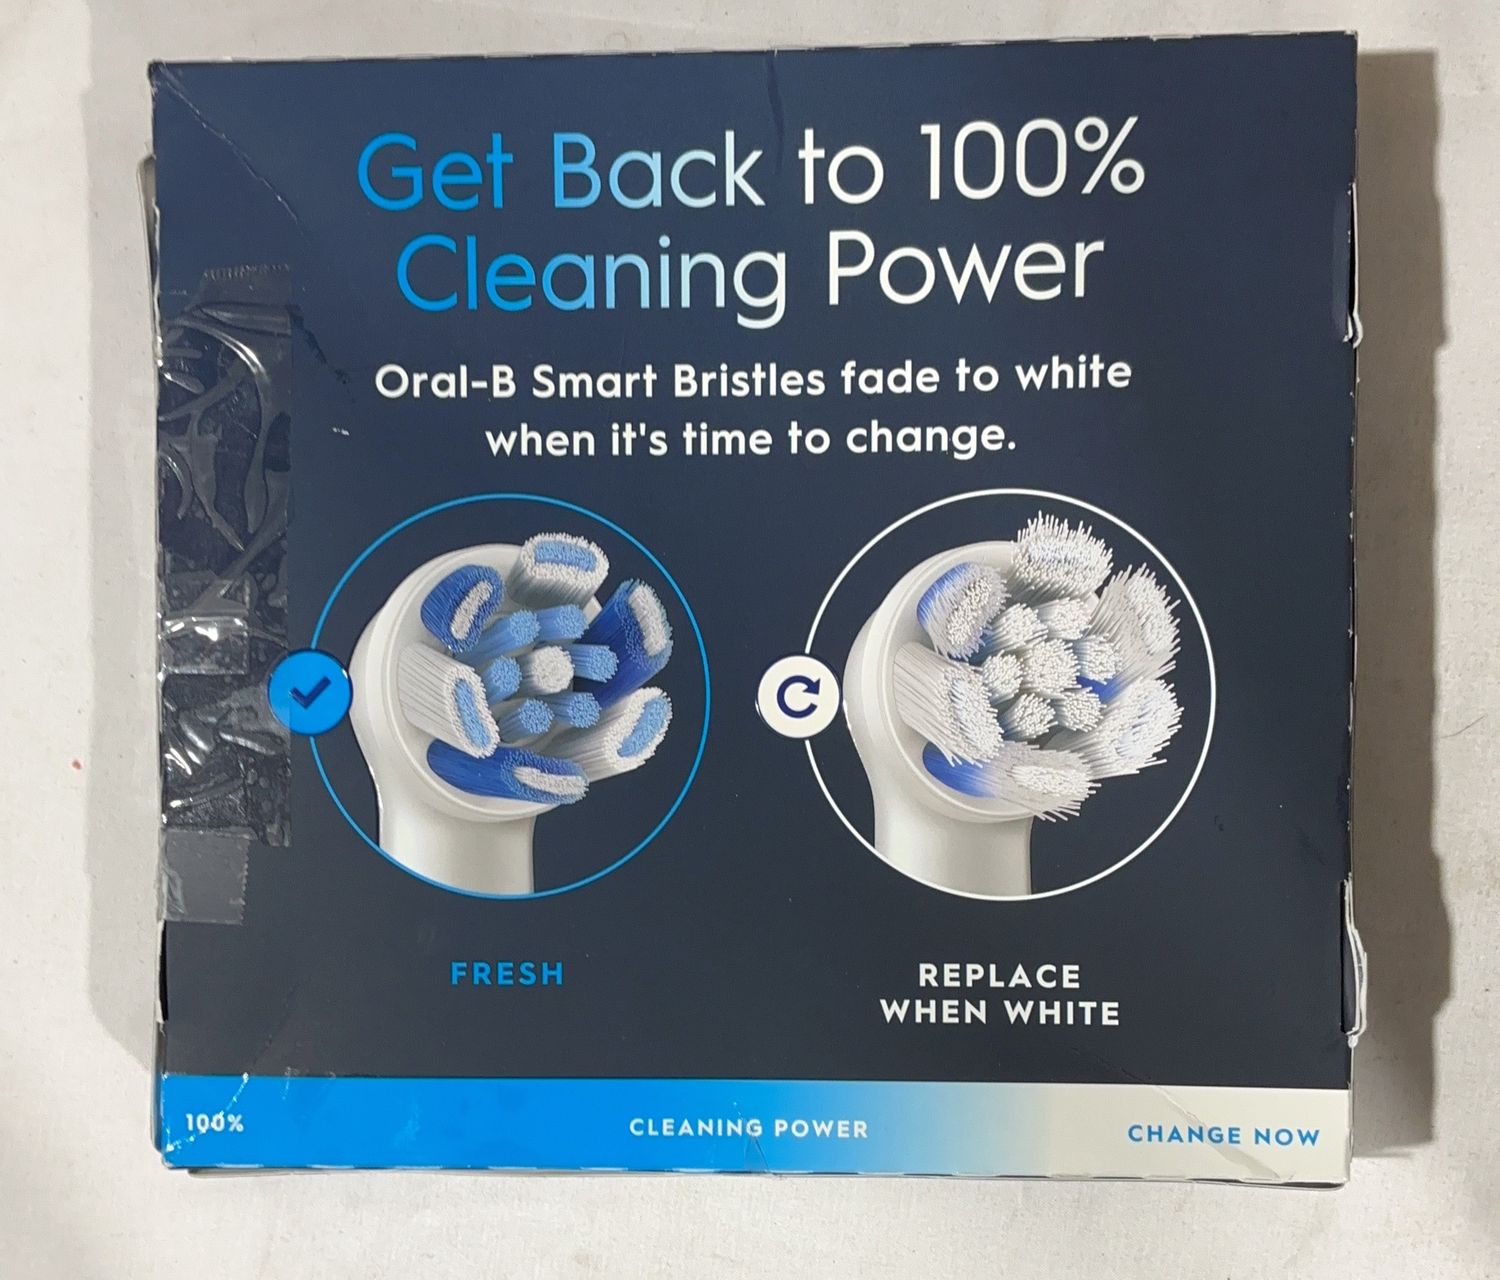 Get Back to 100%
Cleaning Power
Oral-B Smart Bristles fade to white
when it's time to change.
FRESH
REPLACE
WHEN WHITE
100%
CLEANING POWER
CHANGE NOW